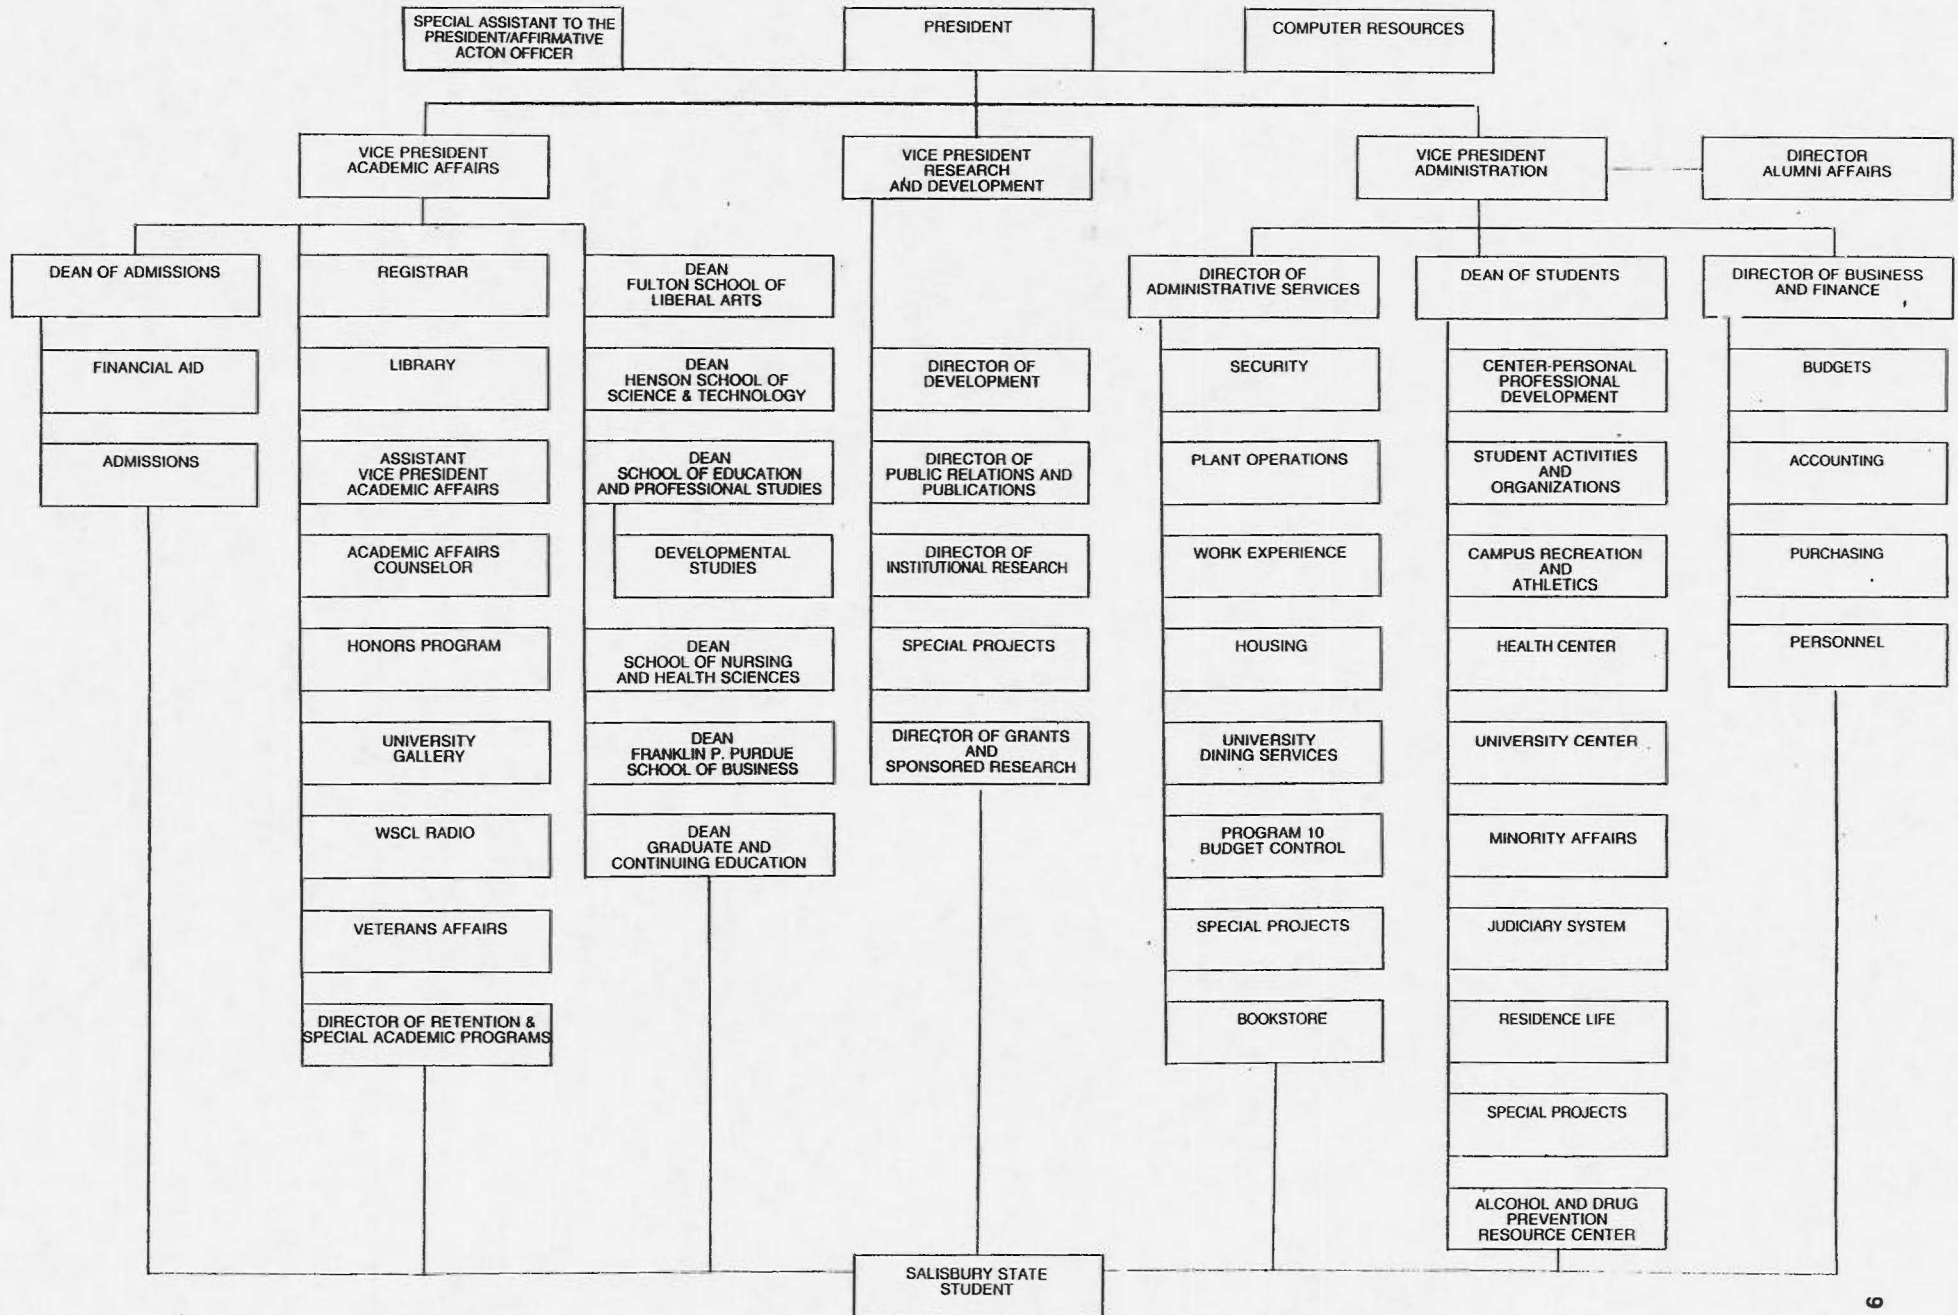 SPECIAL ASSISTANT TO THE
PRESIDENT/AFFIRMATIVE
ACTON OFFICER
PRESIDENT
COMPUTER RESOURCES
VICE PRESIDENT
ACADEMIC AFFAIRS
VICE PRESIDENT
RESEARCH
AND DEVELOPMENT
VICE PRESIDENT
ADMINISTRATION
DIRECTOR
ALUMNI AFFAIRS
DEAN OF ADMISSIONS
FINANCIAL AID
ADMISSIONS
REGISTRAR
LIBRARY
ASSISTANT
VICE PRESIDENT
ACADEMIC AFFAIRS
ACADEMIC AFFAIRS
COUNSELOR
HONORS PROGRAM
UNIVERSITY
GALLERY
WSCL RADIO
VETERANS AFFAIRS
DIRECTOR OF RETENTION &
SPECIAL ACADEMIC PROGRAMS
DEAN
FULTON SCHOOL OF
LIBERAL ARTS
DEAN
HENSON SCHOOL OF
SCIENCE & TECHNOLOGY
DEAN
SCHOOL OF EDUCATION
AND PROFESSIONAL STUDIES
DEVELOPMENTAL
STUDIES
DEAN
SCHOOL OF NURSING
AND HEALTH SCIENCES
DEAN
FRANKLIN P. PURDUE
SCHOOL OF BUSINESS
DEAN
GRADUATE AND
CONTINUING EDUCATION
DIRECTOR OF
DEVELOPMENT
DIRECTOR OF
PUBLIC RELATIONS AND
PUBLICATIONS
DIRECTOR OF
INSTITUTIONAL RESEARCH
SPECIAL PROJECTS
DIRECTOR OF GRANTS
AND
SPONSORED RESEARCH
DIRECTOR OF
ADMINISTRATIVE SERVICES
SECURITY
PLANT OPERATIONS
WORK EXPERIENCE
HOUSING
UNIVERSITY
DINING SERVICES
PROGRAM 10
BUDGET CONTROL
SPECIAL PROJECTS
BOOKSTORE
DEAN OF STUDENTS
CENTER-PERSONAL
PROFESSIONAL
DEVELOPMENT
STUDENT ACTIVITIES
AND
ORGANIZATIONS
CAMPUS RECREATION
AND
ATHLETICS
HEALTH CENTER
UNIVERSITY CENTER
MINORITY AFFAIRS
JUDICIARY SYSTEM
RESIDENCE LIFE
SPECIAL PROJECTS
ALCOHOL AND DRUG
PREVENTION
RESOURCE CENTER
DIRECTOR OF BUSINESS
AND FINANCE
BUDGETS
ACCOUNTING
PURCHASING
PERSONNEL
SALISBURY STATE
STUDENT
9